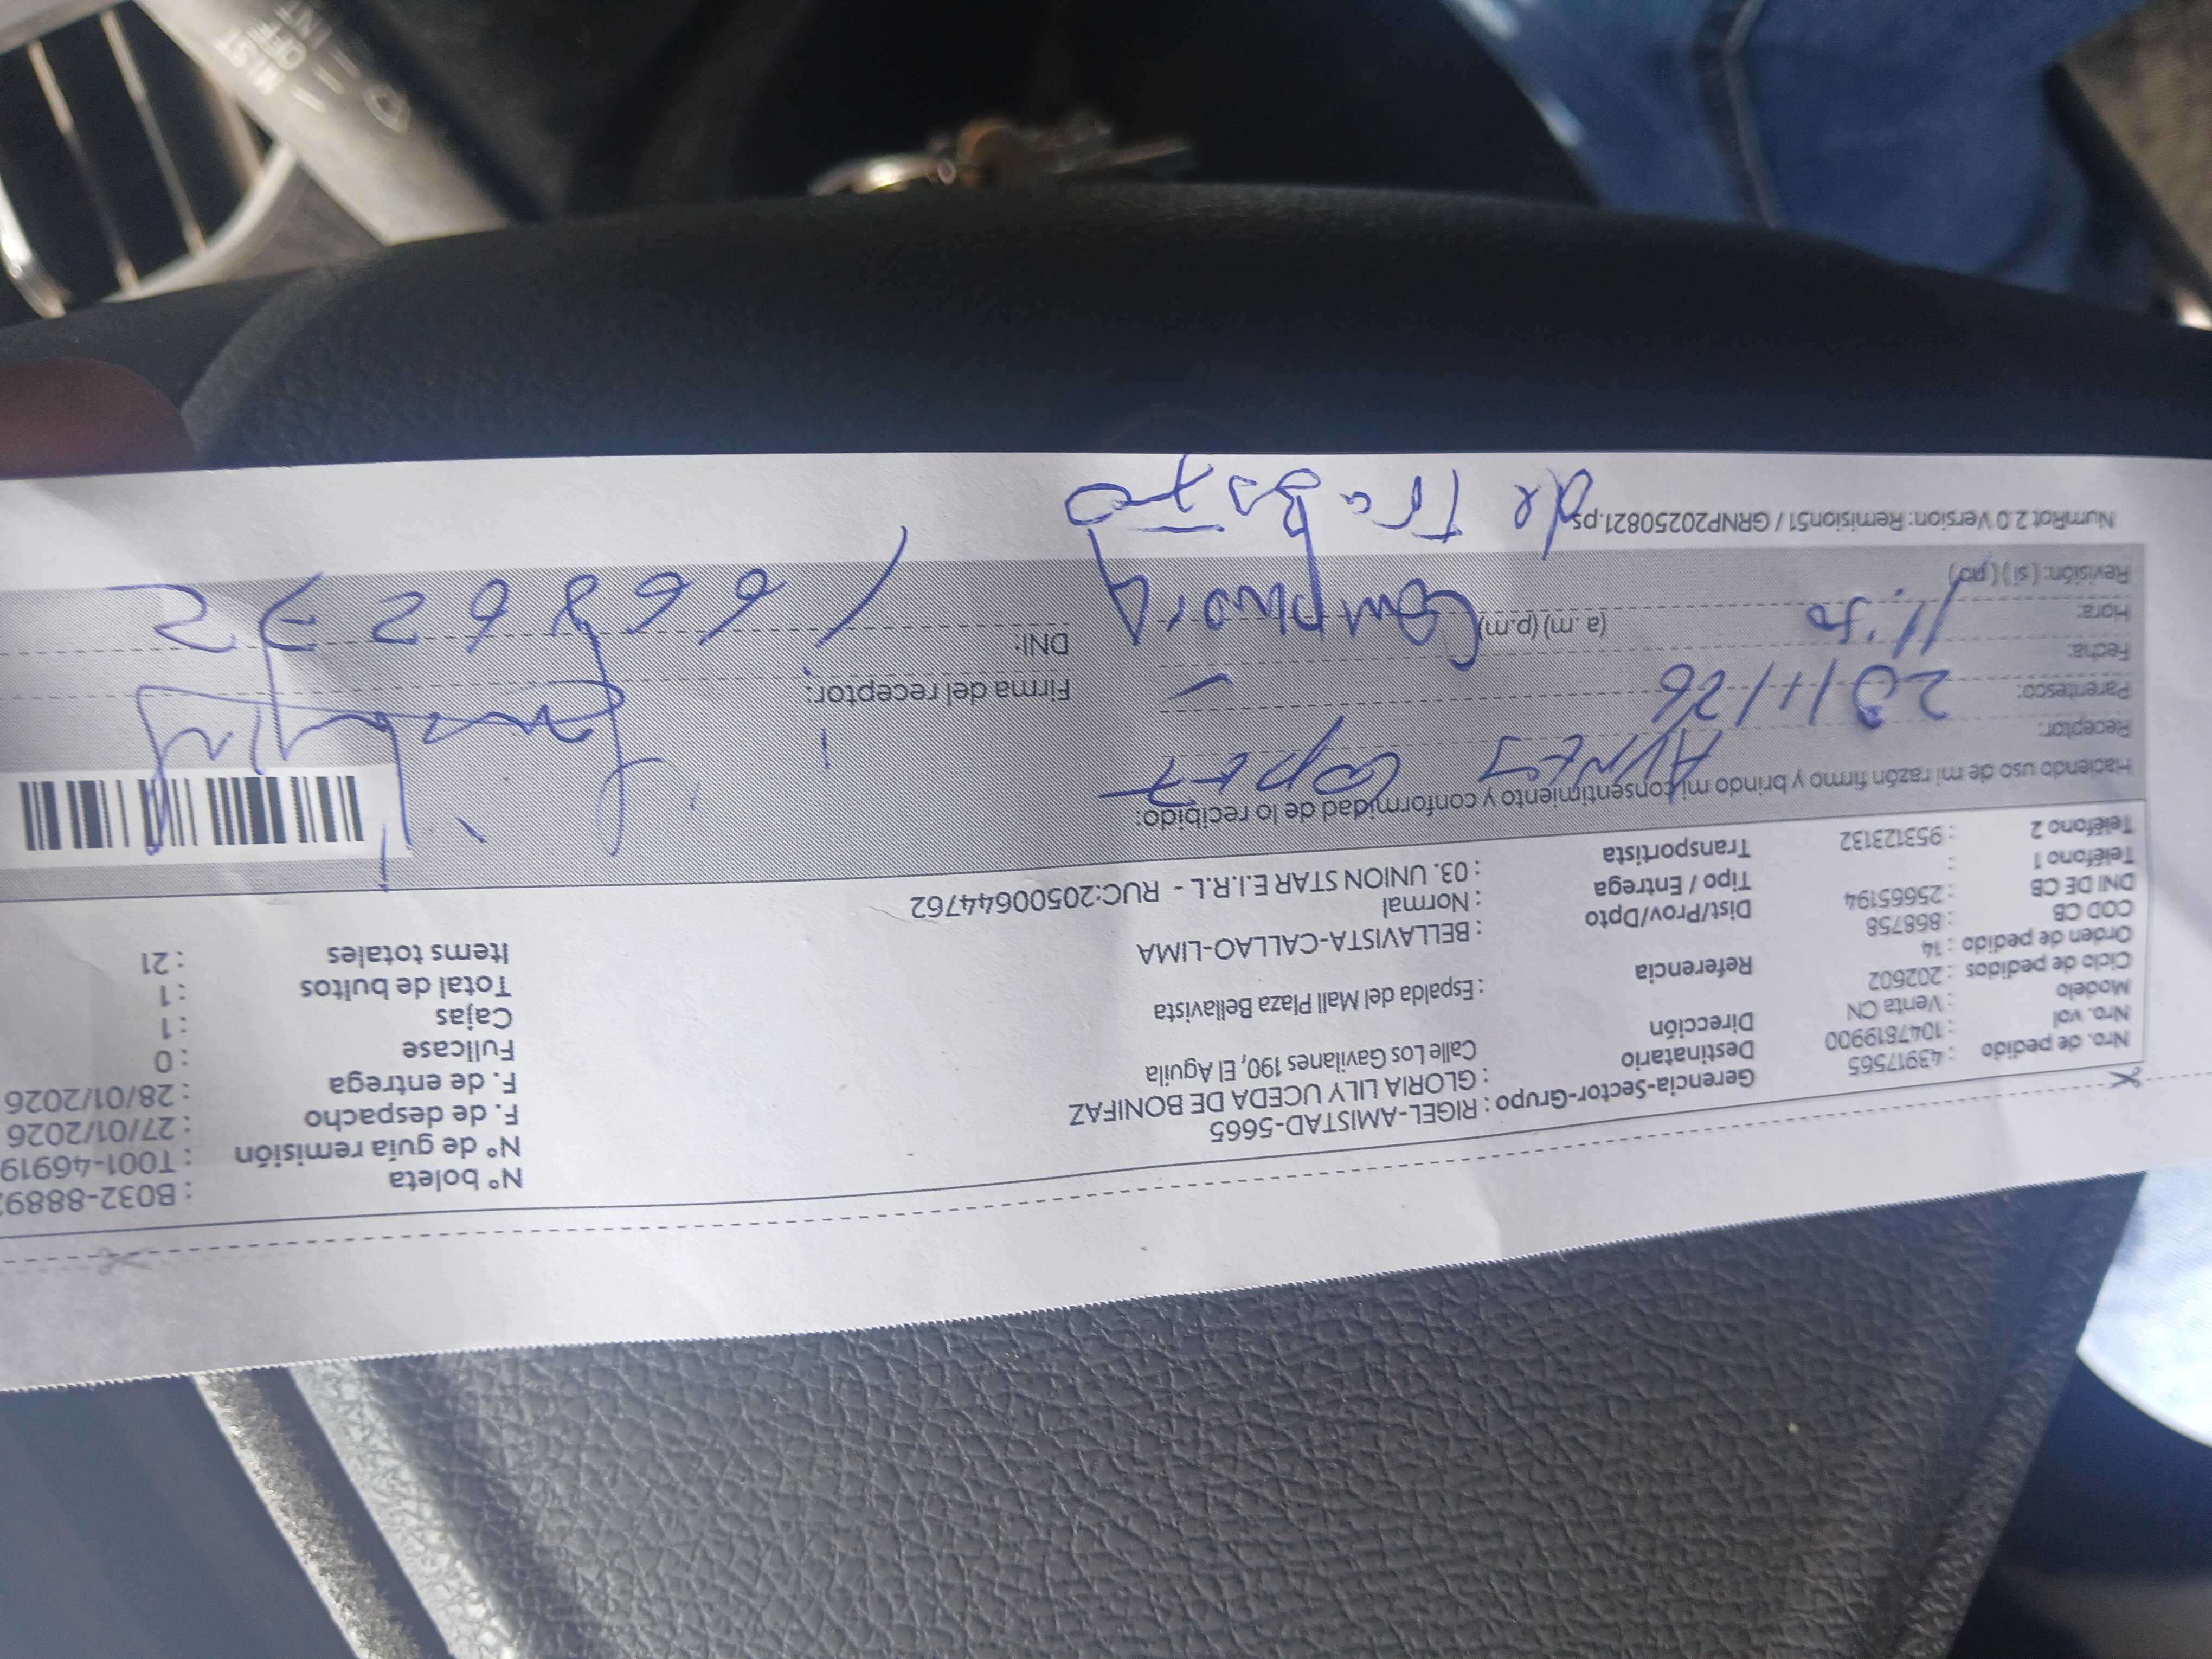 Nro. de pedido : 43917565
Nro. vol : 1047819900
Modelo : Venta CN
Ciclo de pedidos : 202602
Orden de pedido : 14
COD CB : 868758
DNI DE CB : 25665194
Teléfono 1 :
Teléfono 2 : 953123132
Gerencia-Sector-Grupo : RIGEL-AMISTAD-5665
Destinatario : GLORIA LILY UCEDA DE BONIFAZ
Dirección Calle Los Gavilanes 190, El Aguila
Referencia : Espalda del Mall Plaza Bellavista
Dist/Prov/Dpto : BELLAVISTA-CALLAO-LIMA
Tipo / Entrega : Normal
Transportista : 03. UNION STAR E.I.R.L - RUC:20500644762
N° boleta : B032-8889
N° de guía remisión : T001-46919
F. de despacho : 27/01/2026
F. de entrega : 28/01/2026
Fullcase : 0
Cajas : 1
Total de bultos : 1
Items totales : 21
Haciendo uso de mi razón firmo y brindo mi consentimiento y conformidad de lo recibido:
Receptor:
Parentesco:
Fecha: 28/1/26
Hora: 11:50 (a. m) (p.m)
Revisión: ( si ) ( no )
Firma del receptor:
DNI:
Compañera
de TraBajo
NumRot 2.0 Version: Remision51 / GRNP20250821.ps
MIST
OFF
INT